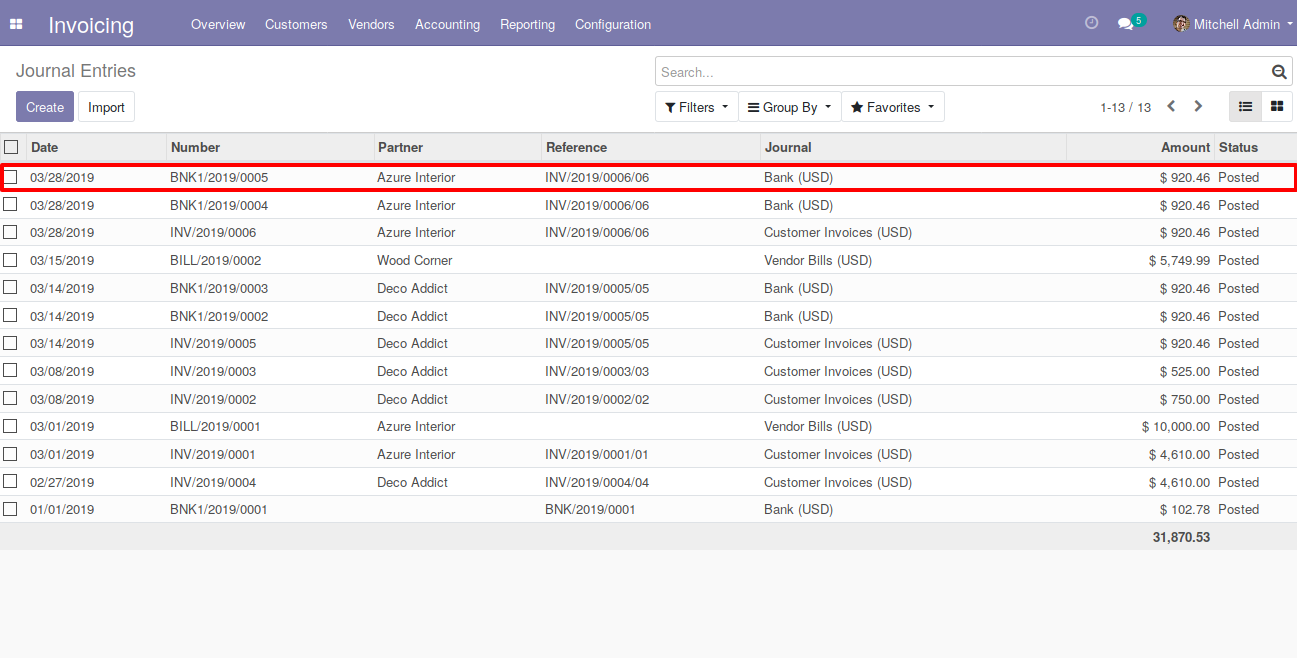 Invoicing Overview Customers Vendors Accounting Reporting Configuration 5 Mitchell Admin
Journal Entries Search...
Create Import Filters Group By Favorites 1-13 / 13
Date Number Partner Reference Journal Amount Status
03/28/2019 BNK1/2019/0005 Azure Interior INV/2019/0006/06 Bank (USD) $ 920.46 Posted
03/28/2019 BNK1/2019/0004 Azure Interior INV/2019/0006/06 Bank (USD) $ 920.46 Posted
03/28/2019 INV/2019/0006 Azure Interior INV/2019/0006/06 Customer Invoices (USD) $ 920.46 Posted
03/15/2019 BILL/2019/0002 Wood Corner Vendor Bills (USD) $ 5,749.99 Posted
03/14/2019 BNK1/2019/0003 Deco Addict INV/2019/0005/05 Bank (USD) $ 920.46 Posted
03/14/2019 BNK1/2019/0002 Deco Addict INV/2019/0005/05 Bank (USD) $ 920.46 Posted
03/14/2019 INV/2019/0005 Deco Addict INV/2019/0005/05 Customer Invoices (USD) $ 920.46 Posted
03/08/2019 INV/2019/0003 Deco Addict INV/2019/0003/03 Customer Invoices (USD) $ 525.00 Posted
03/08/2019 INV/2019/0002 Deco Addict INV/2019/0002/02 Customer Invoices (USD) $ 750.00 Posted
03/01/2019 BILL/2019/0001 Azure Interior Vendor Bills (USD) $ 10,000.00 Posted
03/01/2019 INV/2019/0001 Azure Interior INV/2019/0001/01 Customer Invoices (USD) $ 4,610.00 Posted
02/27/2019 INV/2019/0004 Deco Addict INV/2019/0004/04 Customer Invoices (USD) $ 4,610.00 Posted
01/01/2019 BNK1/2019/0001 BNK/2019/0001 Bank (USD) $ 102.78 Posted
31,870.53